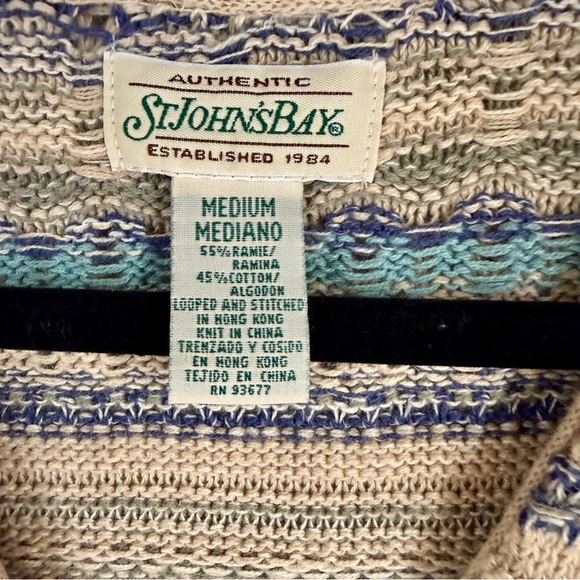 AUTHENTIC
ST.JOHN'SBAY®
ESTABLISHED 1984
MEDIUM
MEDIANO
55%RAMIE/
RAMINA
45%COTTON/
ALGODON
LOOPED AND STITCHED
IN HONG KONG
KNIT IN CHINA
TRENZADO Y COSIDO
EN HONG KONG
TEJIDO EN CHINA
RN 93677